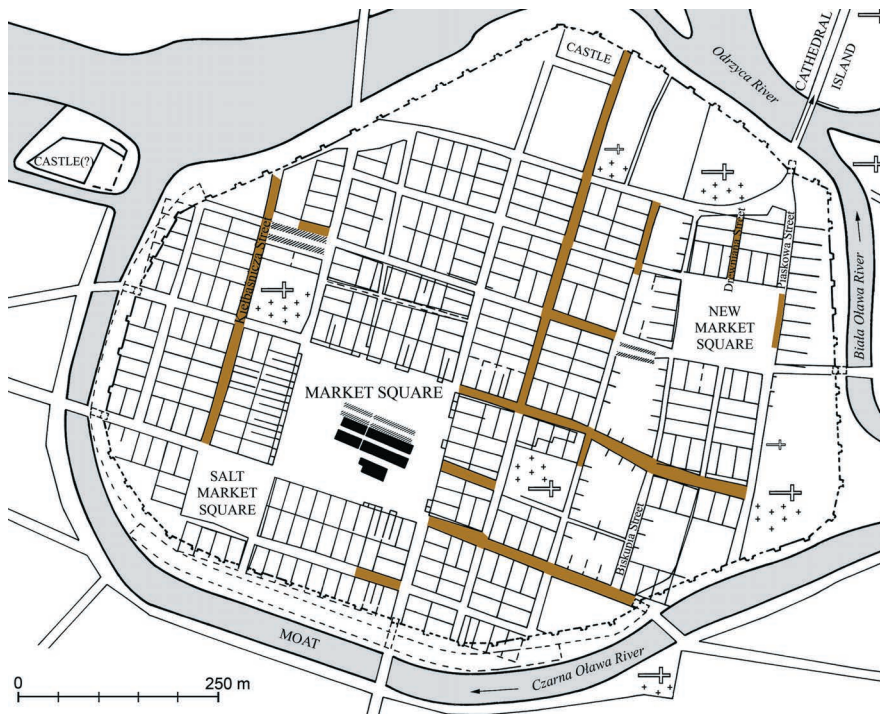 CASTLE
CATHEDRAL
ISLAND
Odrzyca River
CASTLE(?)
Kiełbaśnicza Street
Drewniana Street
Piaskowa Street
Biała Oława River
NEW
MARKET
SQUARE
MARKET SQUARE
SALT
MARKET
SQUARE
Biskupia Street
MOAT
Czarna Oława River
0
250 m